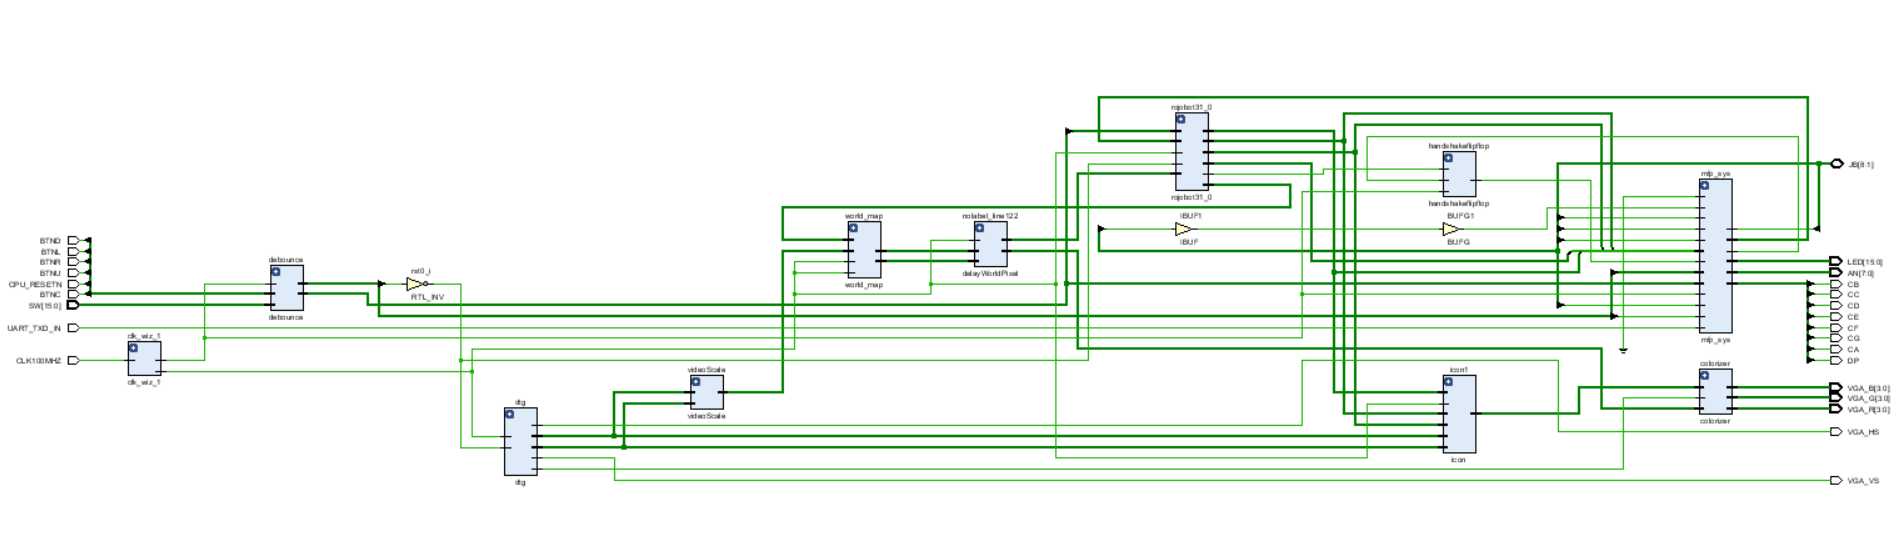 BTND
BTNL
BTNR
BTNU
CPU_RESETN
BTNC
SW[15:0]
UART_TXD_IN
CLK100MHZ
clk_wiz_1
clk_wiz_1
debounce
debounce
rst0_i
RTL_INV
dtg
dtg
videoScale
videoScale
world_map
world_map
nolabel_line122
delayWorldPixel
rojobot31_0
rojobot31_0
IBUF1
IBUF
handshakeflipflop
handshakeflipflop
BUFG1
BUFG
icon1
icon
mfp_sys
mfp_sys
colorizer
colorizer
JB[8:1]
LED[15:0]
AN[7:0]
CB
CC
CD
CE
CF
CG
CA
DP
VGA_B[3:0]
VGA_G[3:0]
VGA_R[3:0]
VGA_HS
VGA_VS